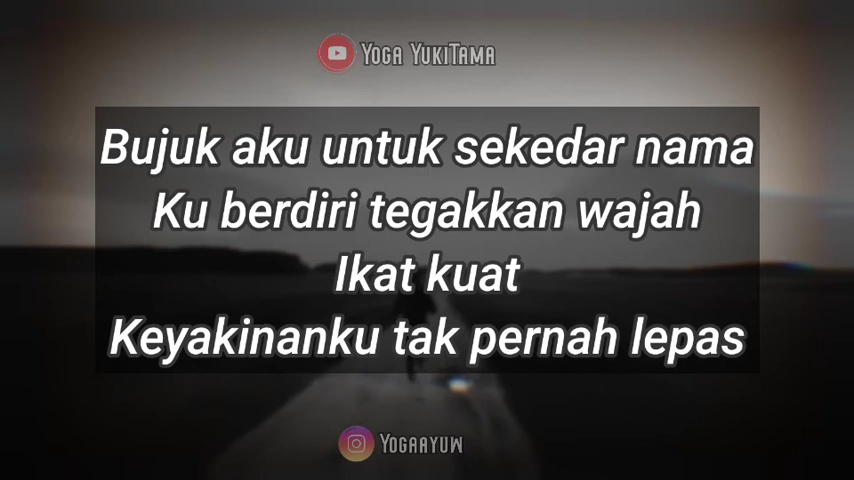 Yoga YukiTama
Bujuk aku untuk sekedar nama
Ku berdiri tegakkan wajah
Ikat kuat
Keyakinanku tak pernah lepas
Yogaayuw